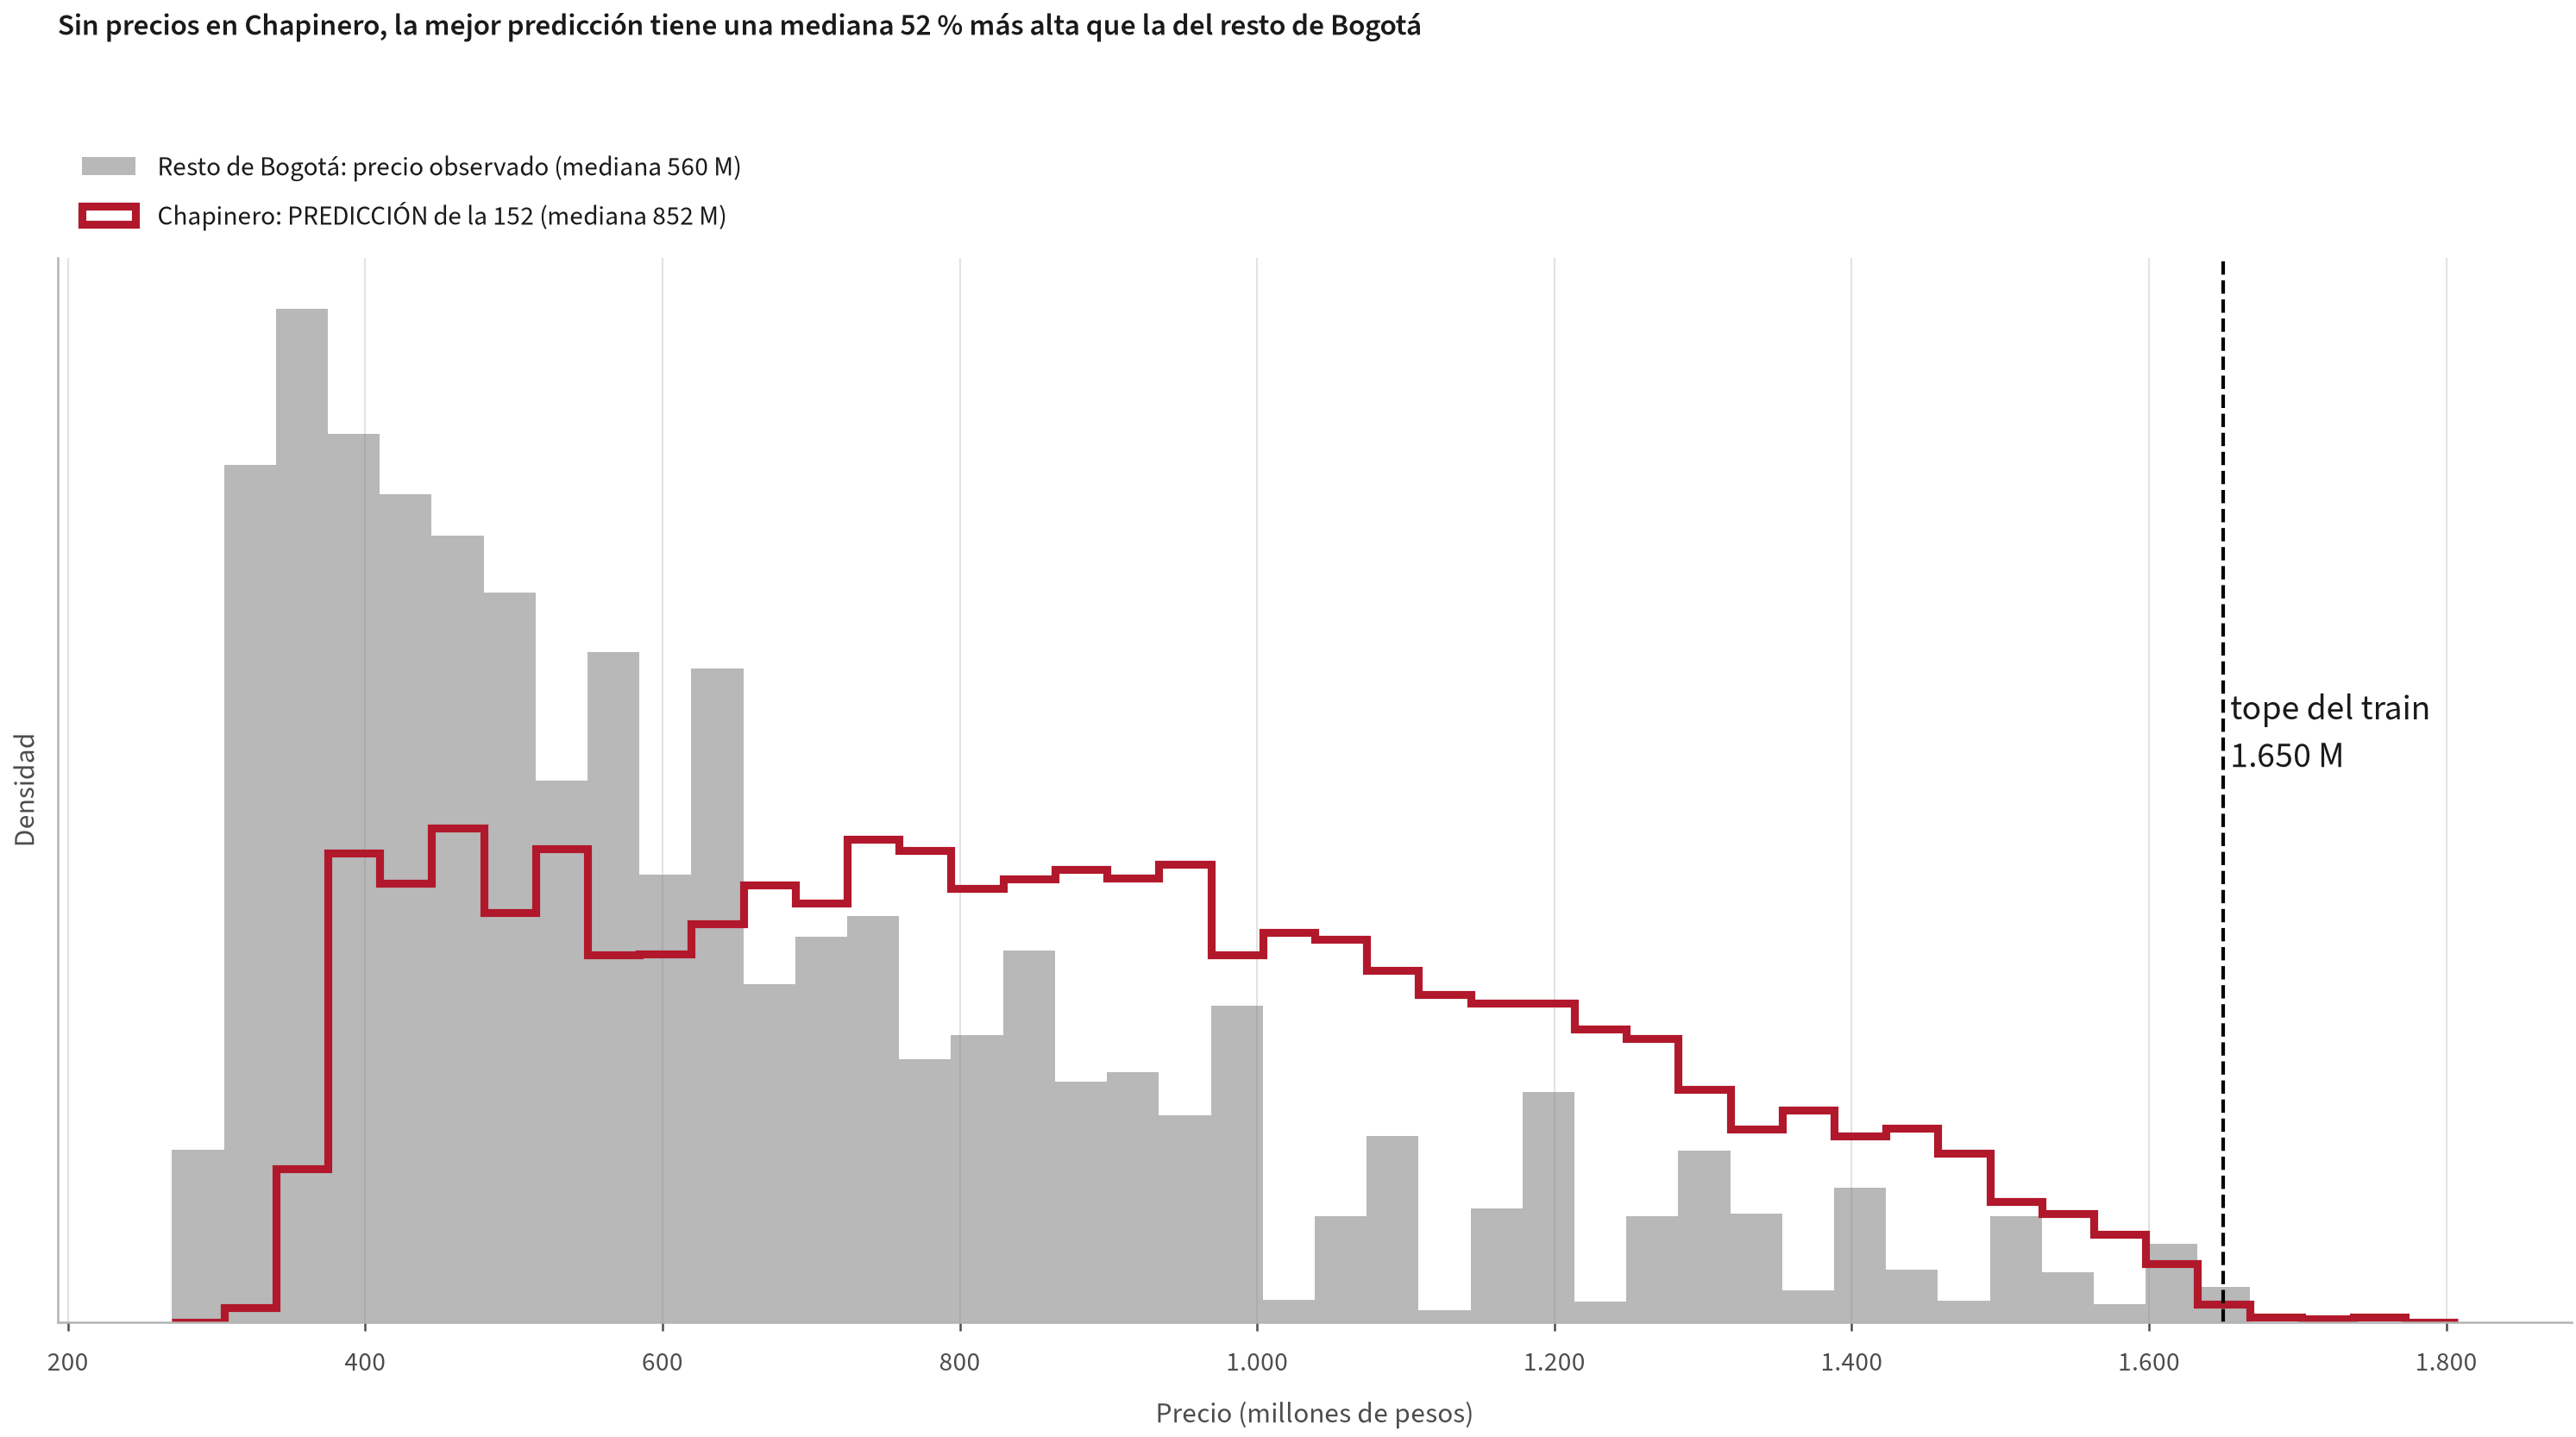 Sin precios en Chapinero, la mejor predicción tiene una mediana 52 % más alta que la del resto de Bogotá
Resto de Bogotá: precio observado (mediana 560 M)
Chapinero: PREDICCIÓN de la 152 (mediana 852 M)
Densidad
tope del train
1.650 M
200 400 600 800 1.000 1.200 1.400 1.600 1.800
Precio (millones de pesos)